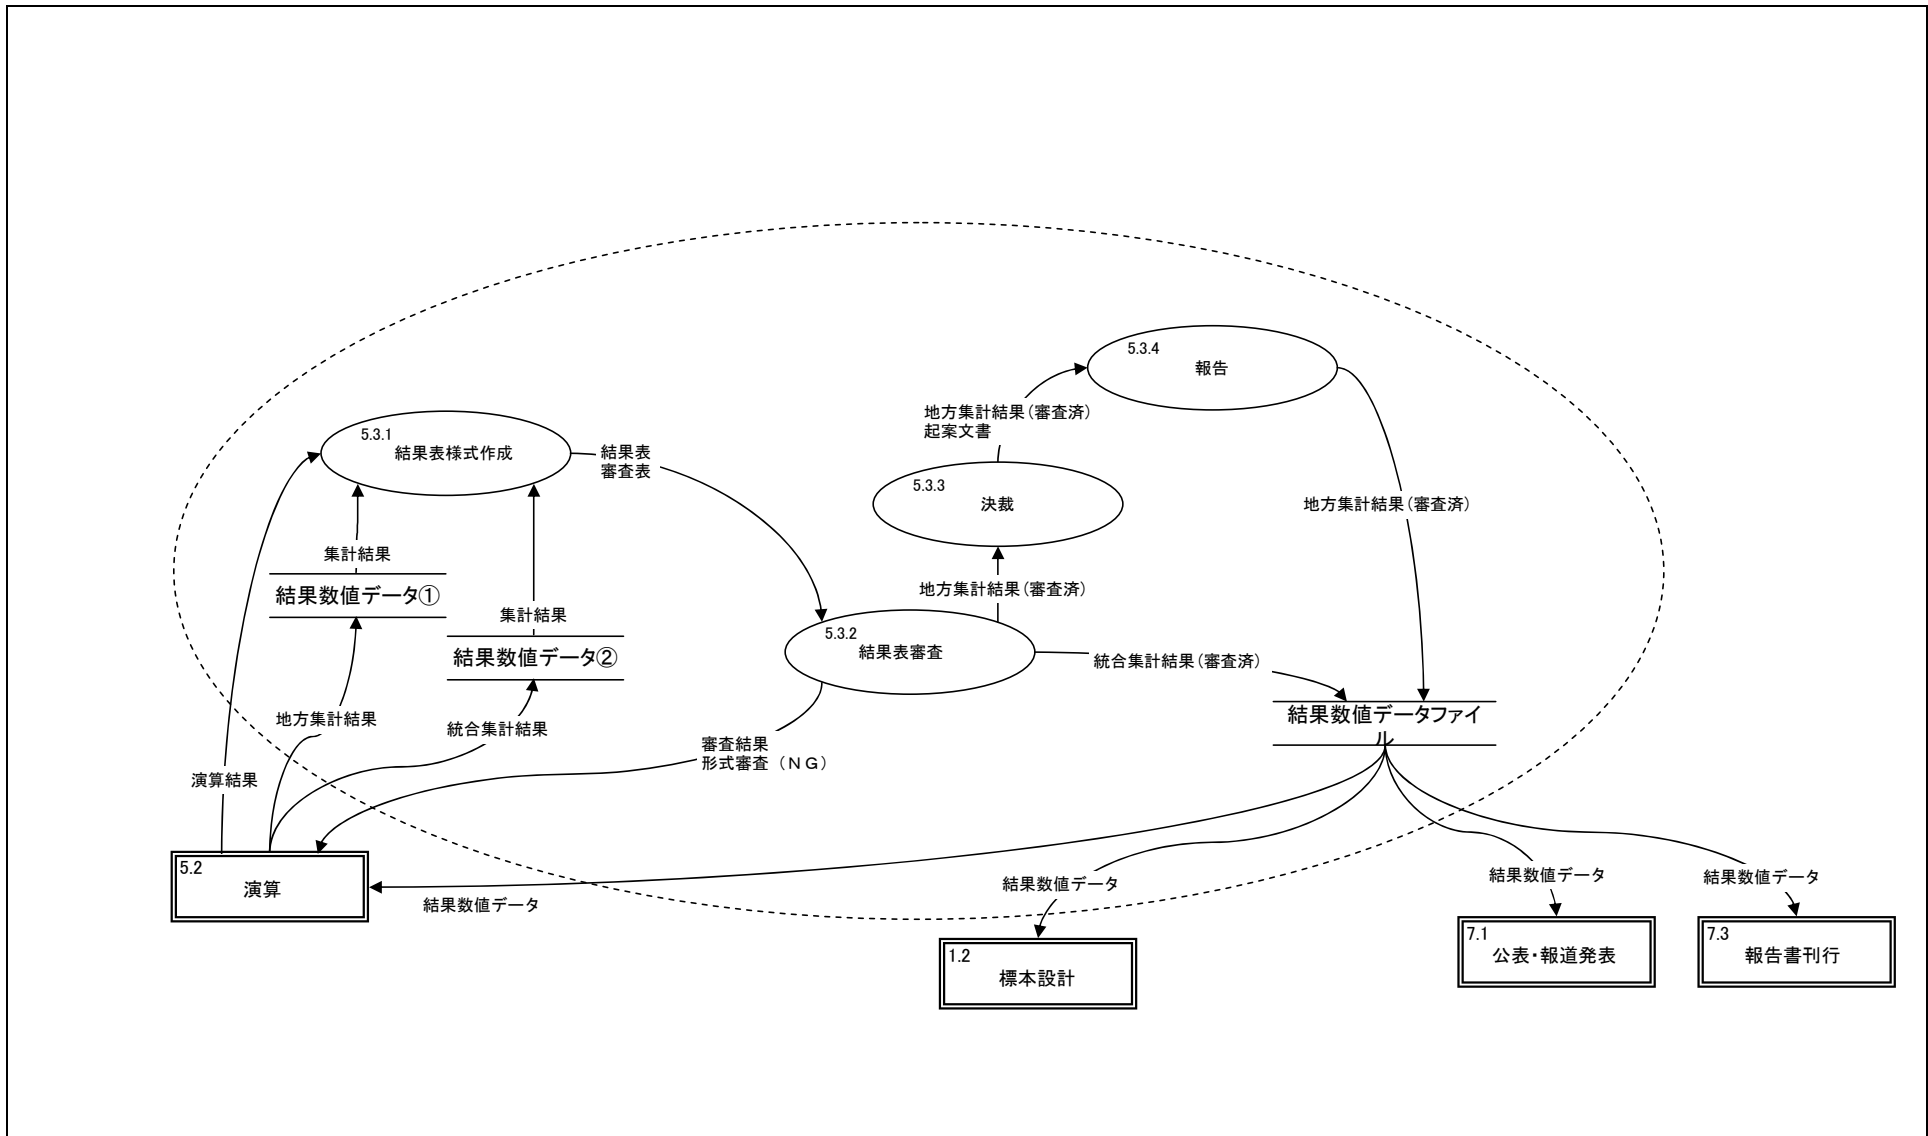 5.3.4
報告
地方集計結果(審査済)
起案文書
5.3.1
結果表様式作成
結果表
審査表
5.3.3
決裁
地方集計結果(審査済)
集計結果
結果数値データ①
地方集計結果(審査済)
集計結果
結果数値データ②
5.3.2
結果表審査
統合集計結果(審査済)
地方集計結果
統合集計結果
結果数値データファイ
ル
審査結果
形式審査(NG)
演算結果
5.2
演算
結果数値データ
結果数値データ
結果数値データ
結果数値データ
1.2
標本設計
7.1
公表・報道発表
7.3
報告書刊行